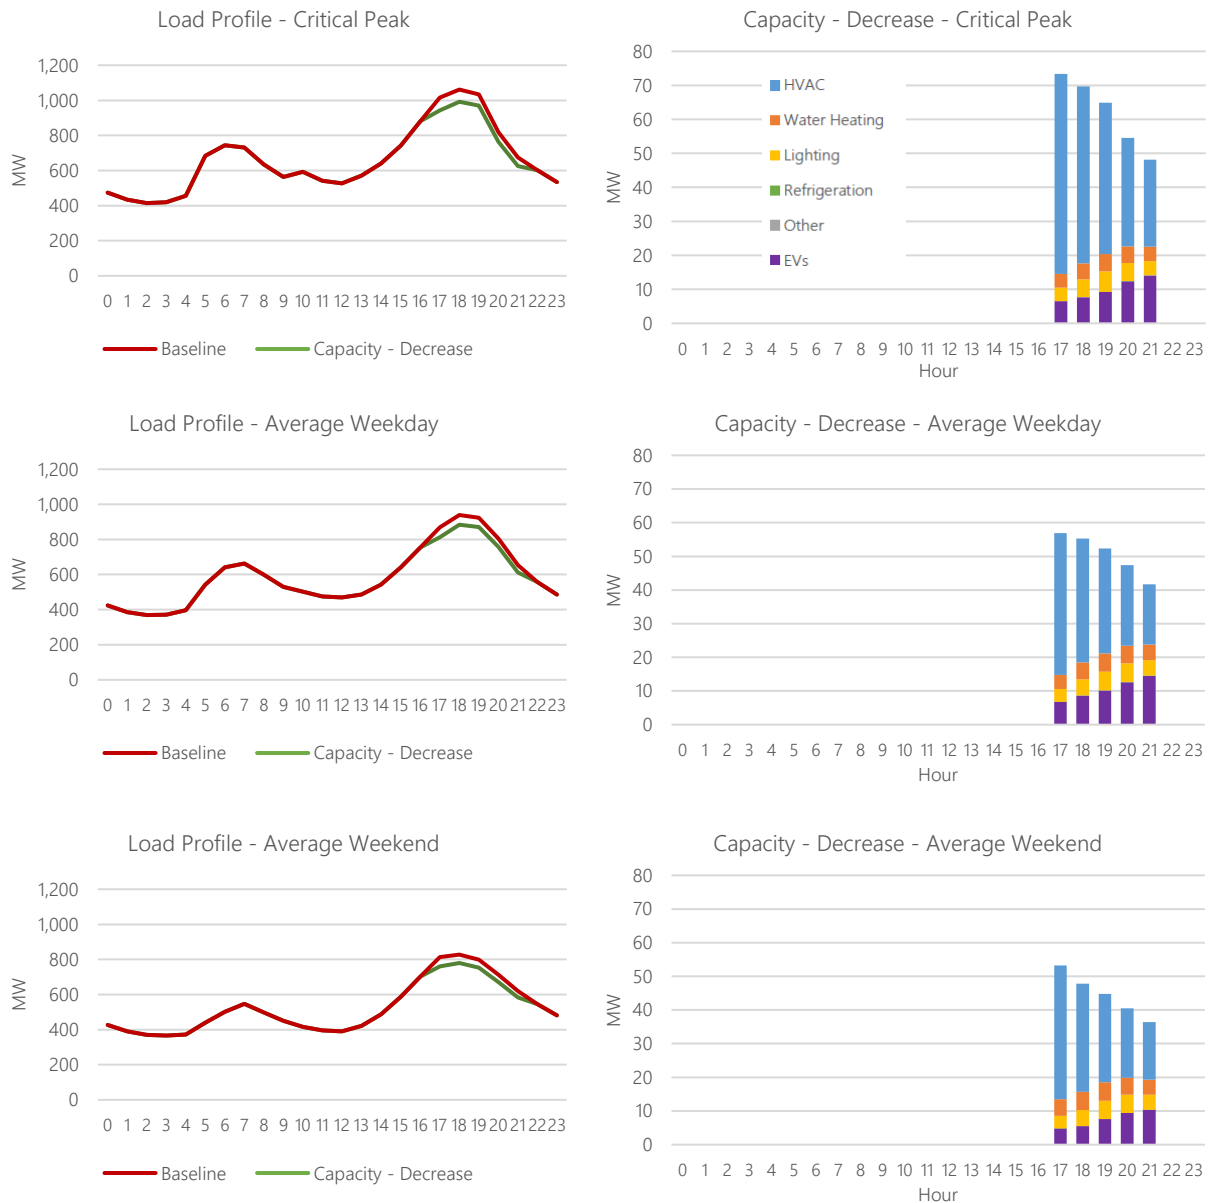 Load Profile - Critical Peak
1,200
1,000
800
600
400
200
0
MW
0 1 2 3 4 5 6 7 8 9 10 11 12 13 14 15 16 17 18 19 20 21 22 23
Baseline Capacity - Decrease
Capacity - Decrease - Critical Peak
80
70
60
50
40
30
20
10
0
MW
HVAC
Water Heating
Lighting
Refrigeration
Other
EVs
0 1 2 3 4 5 6 7 8 9 10 11 12 13 14 15 16 17 18 19 20 21 22 23
Hour
Load Profile - Average Weekday
1,200
1,000
800
600
400
200
0
MW
0 1 2 3 4 5 6 7 8 9 10 11 12 13 14 15 16 17 18 19 20 21 22 23
Baseline Capacity - Decrease
Capacity - Decrease - Average Weekday
80
70
60
50
40
30
20
10
0
MW
0 1 2 3 4 5 6 7 8 9 10 11 12 13 14 15 16 17 18 19 20 21 22 23
Hour
Load Profile - Average Weekend
1,200
1,000
800
600
400
200
0
MW
0 1 2 3 4 5 6 7 8 9 10 11 12 13 14 15 16 17 18 19 20 21 22 23
Baseline Capacity - Decrease
Capacity - Decrease - Average Weekend
80
70
60
50
40
30
20
10
0
MW
0 1 2 3 4 5 6 7 8 9 10 11 12 13 14 15 16 17 18 19 20 21 22 23
Hour